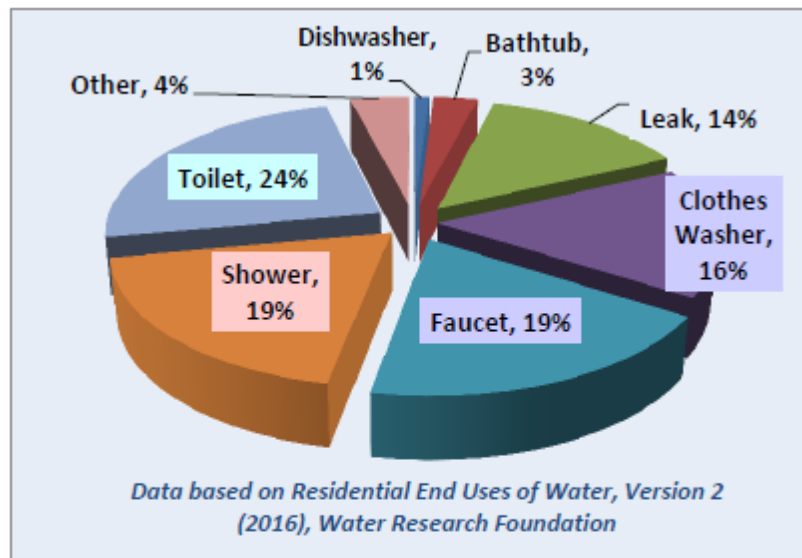 Dishwasher,
1%
Bathtub,
3%
Other, 4%
Leak, 14%
Toilet, 24%
Clothes
Washer,
16%
Shower,
19%
Faucet, 19%
Data based on Residential End Uses of Water, Version 2
(2016), Water Research Foundation